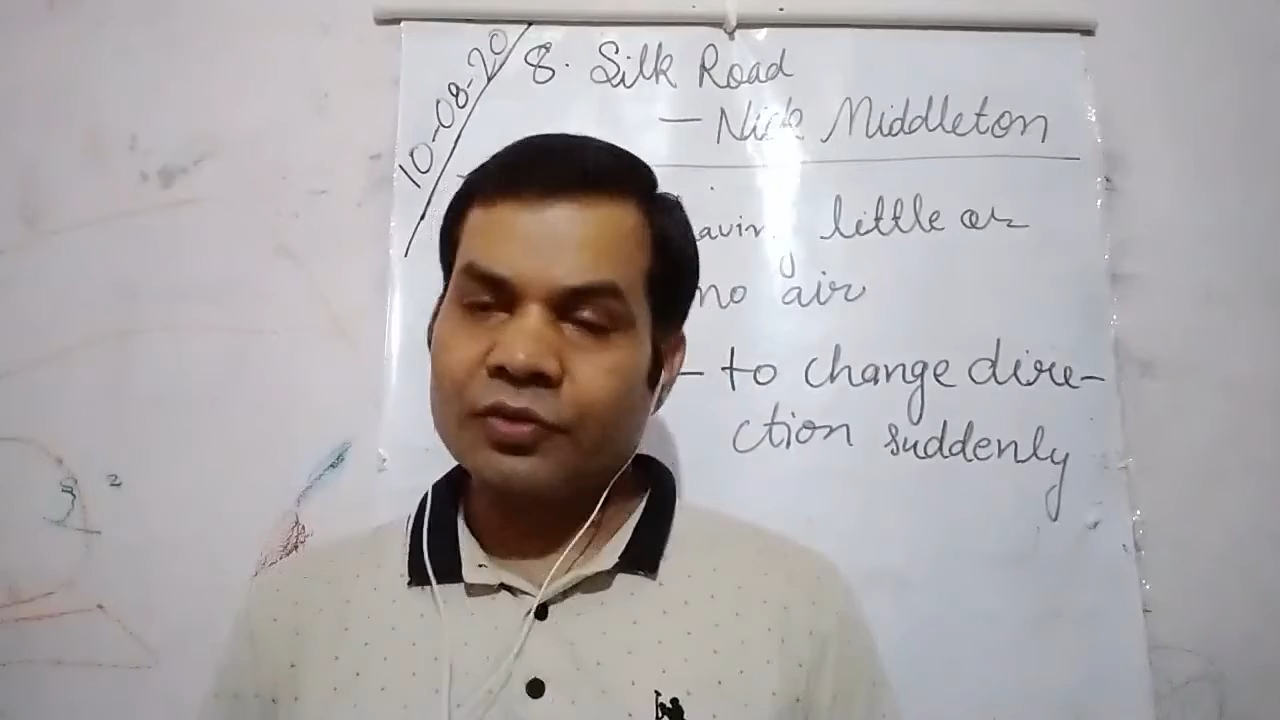 10-08-20
8. Silk Road
— Nick Middleton
little or
no air
– to change dire-
ction suddenly